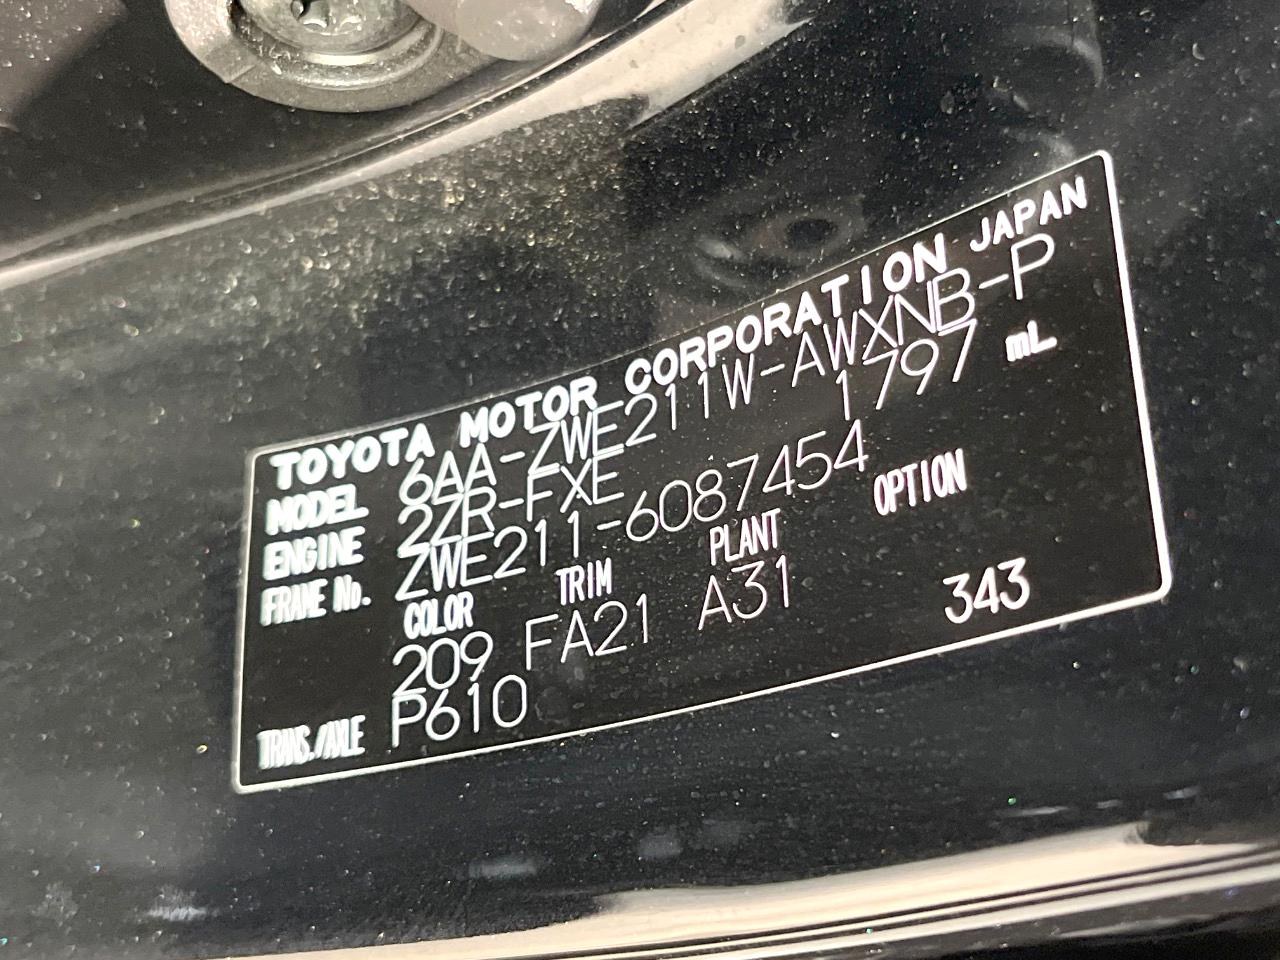 TOYOTA MOTOR CORPORATION JAPAN
MODEL 6AA-ZWE211W-AWXNB-P
ENGINE 2ZR-FXE 1797 mL
FRAME No. ZWE211-6087454
COLOR TRIM PLANT OPTION
209 FA21 A31 343
TRANS./AXLE P610